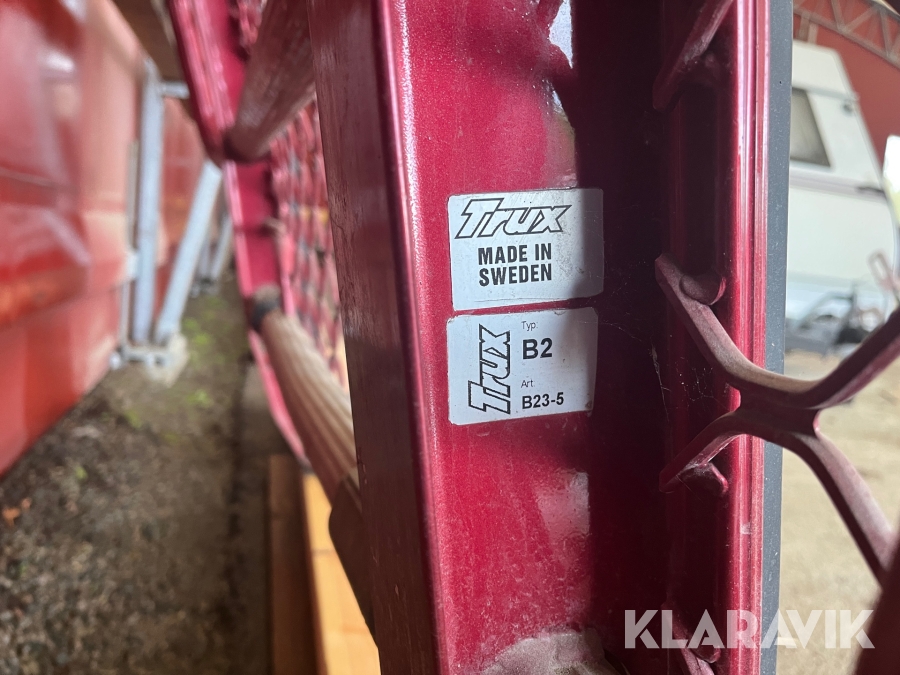 Trux
MADE IN
SWEDEN
Trux
Typ:
B2
Art.
B23-5
KLARAVIK